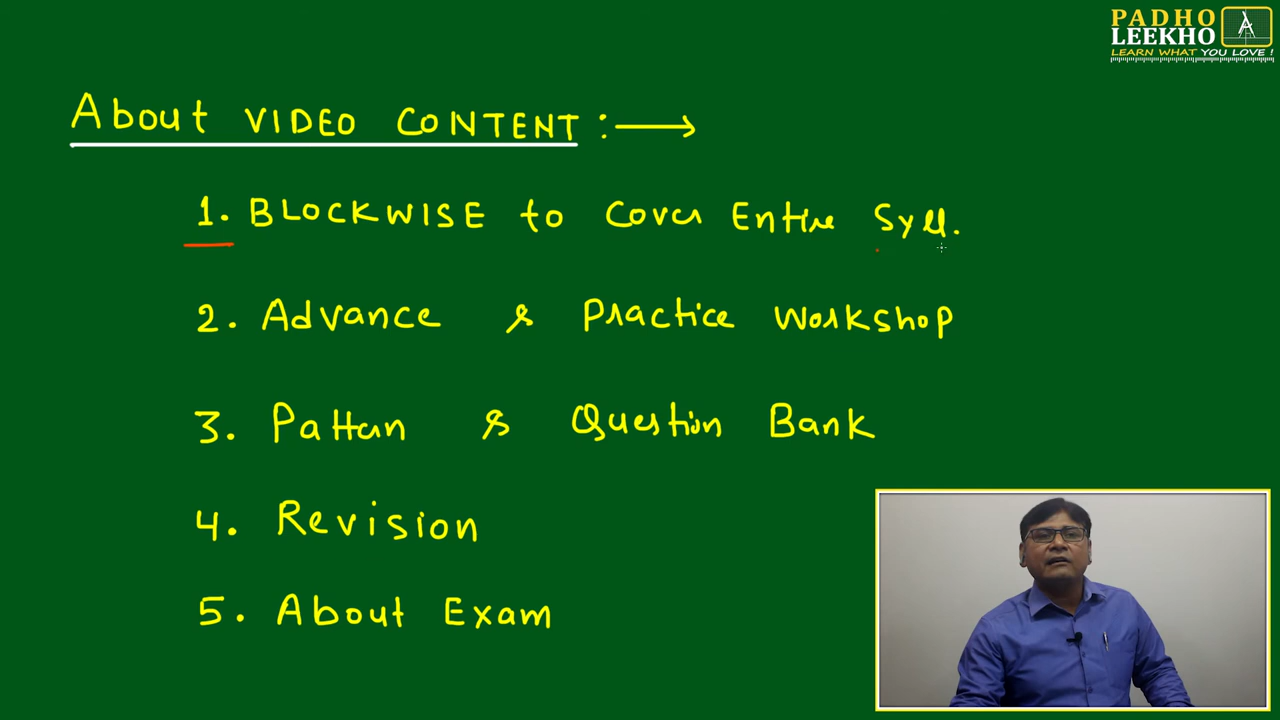 PADHO
LEEKHO
LEARN WHAT YOU LOVE !
About VIDEO CONTENT :→
1. BLOCKWISE to Cover Entire Syll.
2. Advance & Practice Workshop
3. Pattern & Question Bank
4. Revision
5. About Exam